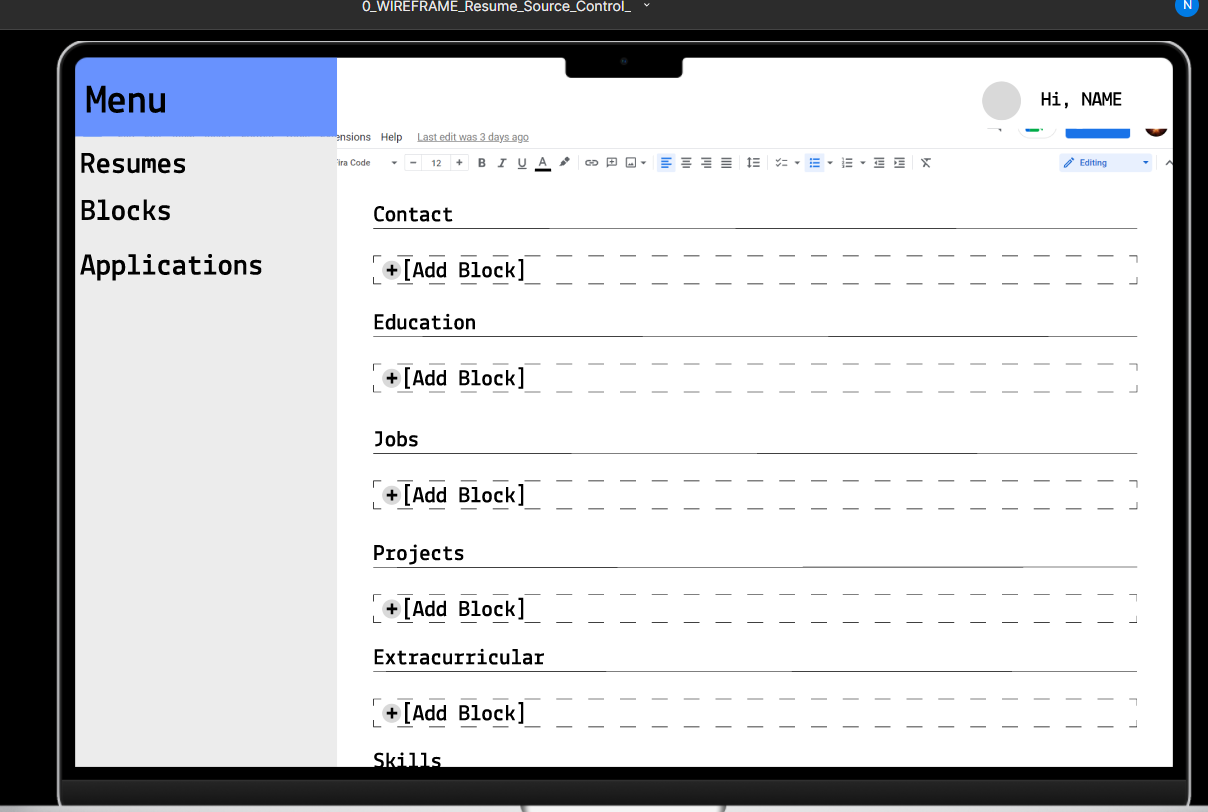 0_WIREFRAME_Resume_Source_Control_
N
Menu
Hi, NAME
ensions Help Last edit was 3 days ago
ira Code - 12 + B I U A Editing
Resumes
Blocks
Applications
Contact
+[Add Block]
Education
+[Add Block]
Jobs
+[Add Block]
Projects
+[Add Block]
Extracurricular
+[Add Block]
Skills